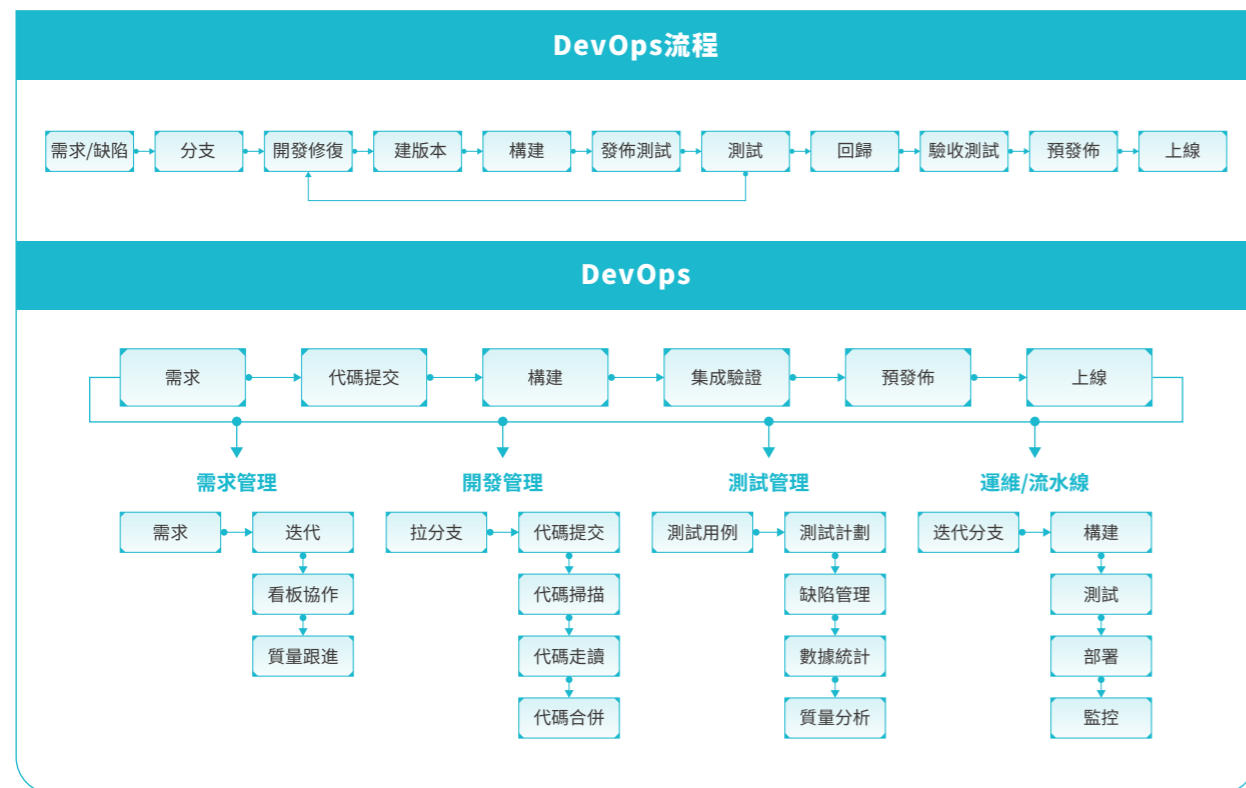 DevOps流程
需求/缺陷 分支 開發修復 建版本 構建 發佈測試 測試 回歸 驗收測試 預發佈 上線
DevOps
需求 代碼提交 構建 集成驗證 預發佈 上線
需求管理 開發管理 測試管理 運維/流水線
需求 迭代 拉分支 代碼提交 測試用例 測試計劃 迭代分支 構建
看板協作 代碼掃描 缺陷管理 測試
質量跟進 代碼走讀 數據統計 部署
代碼合併 質量分析 監控